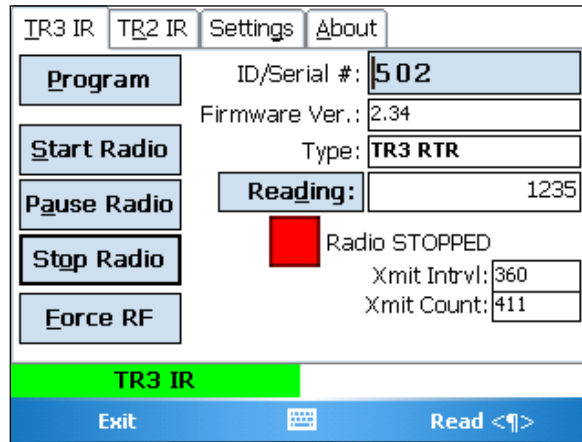 TR3 IR TR2 IR Settings About
Program ID/Serial #: 502
Firmware Ver.: 2.34
Start Radio Type: TR3 RTR
Pause Radio Reading: 1235
Stop Radio Radio STOPPED
Xmit Intrvl: 360
Force RF Xmit Count: 411
TR3 IR
Exit Read <¶>